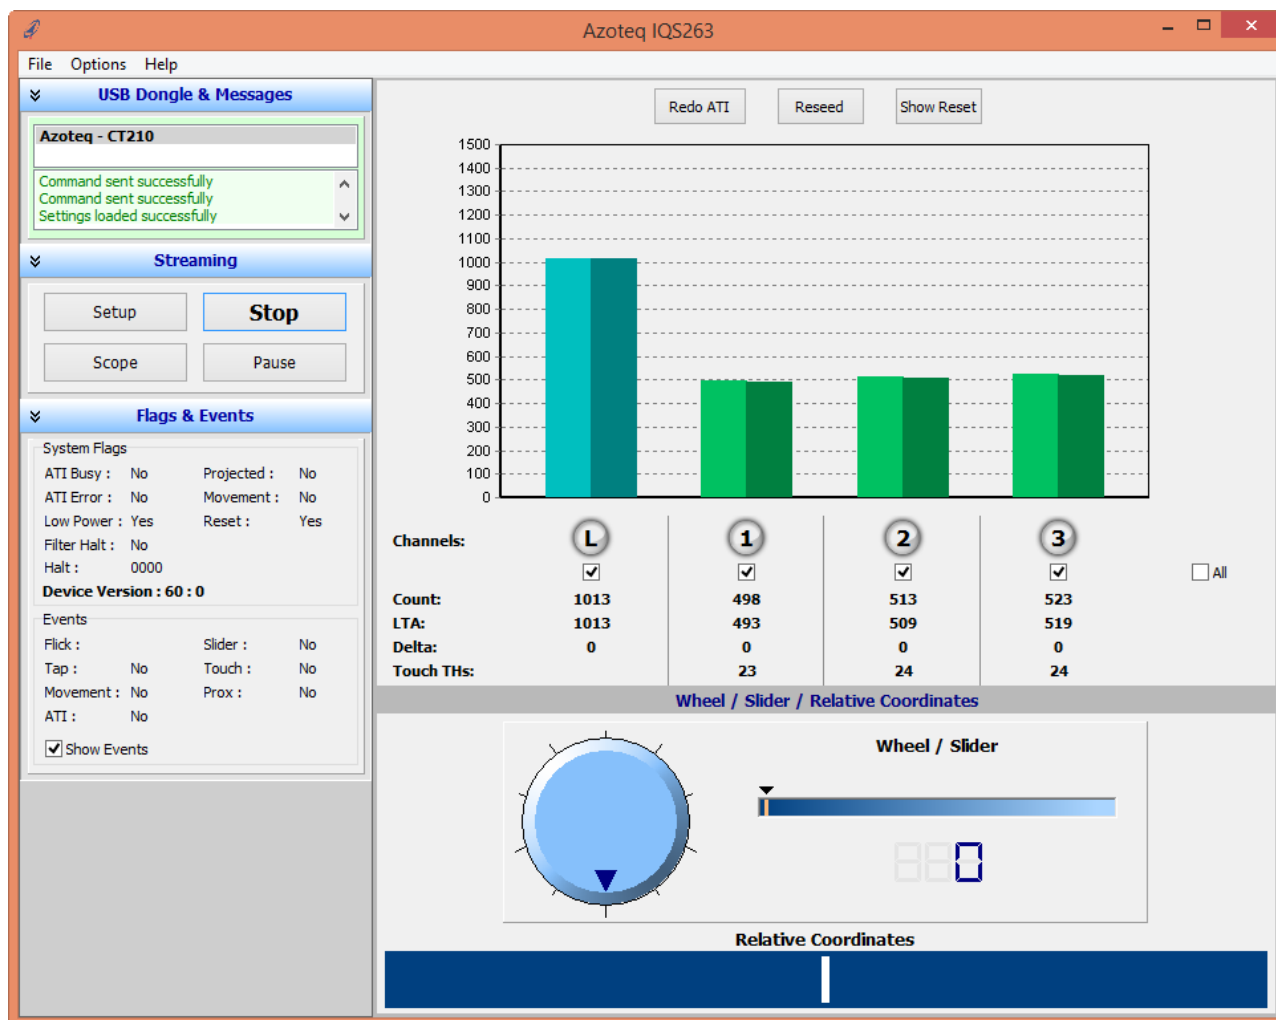 Azoteq IQS263
File Options Help
USB Dongle & Messages
Azoteq - CT210
Command sent successfully
Command sent successfully
Settings loaded successfully
Streaming
Setup Stop
Scope Pause
Flags & Events
System Flags
ATI Busy : No Projected : No
ATI Error : No Movement : No
Low Power : Yes Reset : Yes
Filter Halt : No
Halt : 0000
Device Version : 60 : 0
Events
Flick : Slider : No
Tap : No Touch : No
Movement : No Prox : No
ATI : No
Show Events
Redo ATI Reseed Show Reset
1500
1400
1300
1200
1100
1000
900
800
700
600
500
400
300
200
100
0
Channels: L 1 2 3
All
Count: 1013 498 513 523
LTA: 1013 493 509 519
Delta: 0 0 0 0
Touch THs: 23 24 24
Wheel / Slider / Relative Coordinates
Wheel / Slider
0
Relative Coordinates